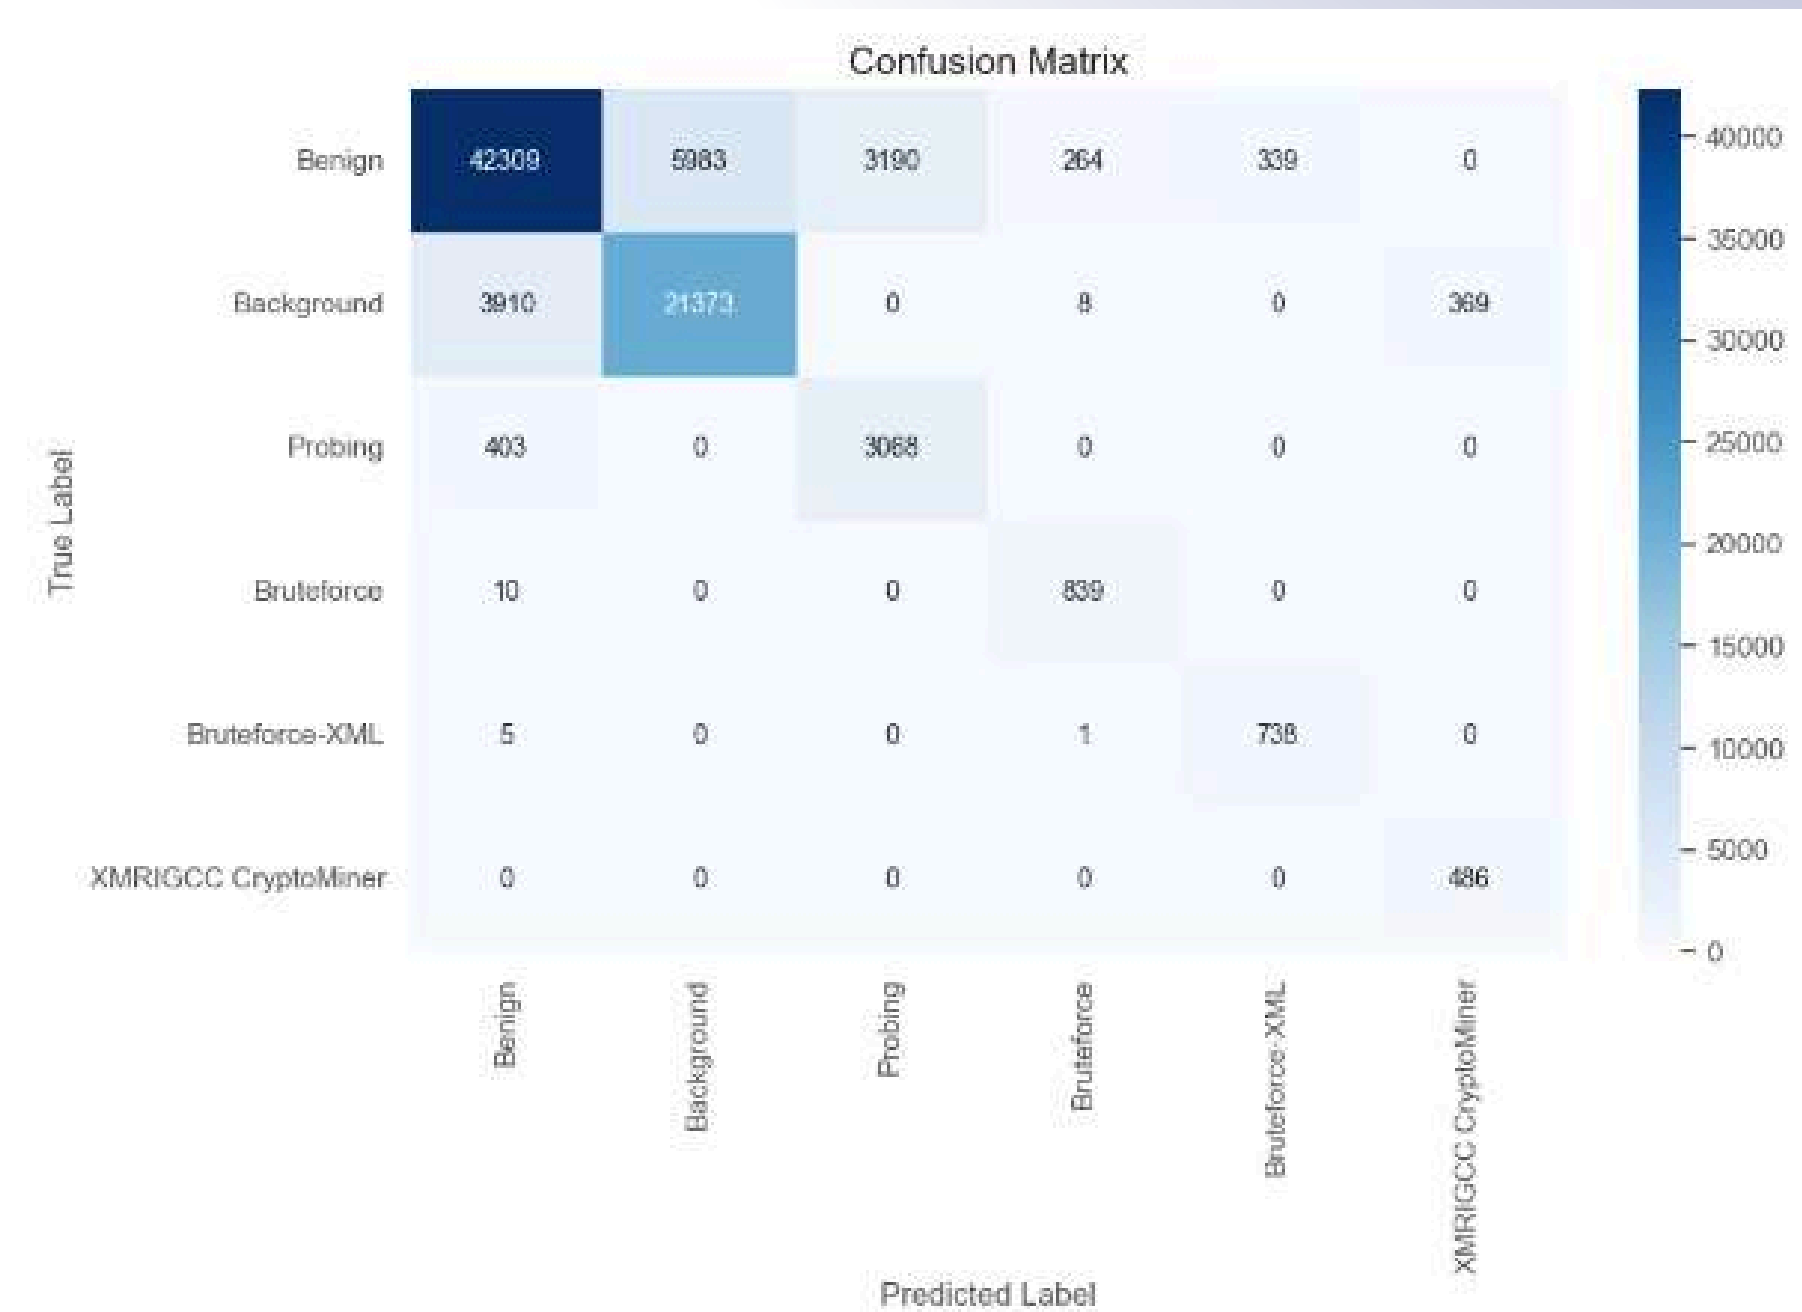 Confusion Matrix
Benign 42309 5983 3190 264 339 0
Background 3910 21373 0 8 0 369
Probing 403 0 3068 0 0 0
Bruteforce 10 0 0 839 0 0
Bruteforce-XML 5 0 0 1 738 0
XMRIGCC CryptoMiner 0 0 0 0 0 486
True Label
Benign
Background
Probing
Bruteforce
Bruteforce-XML
XMRIGCC CryptoMiner
Predicted Label
40000
35000
30000
25000
20000
15000
10000
5000
0